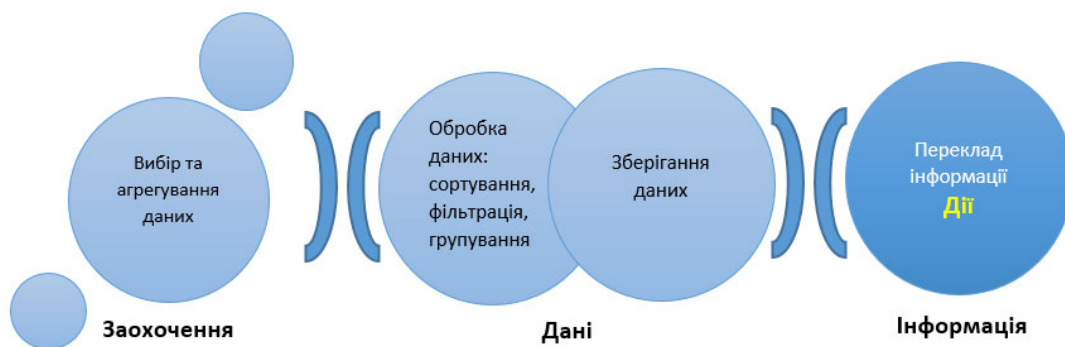 Вибір та
агрегування
даних
Обробка
даних:
сортування,
фільтрація,
групування
Зберігання
даних
Переклад
інформації
Дії
Заохочення
Дані
Інформація